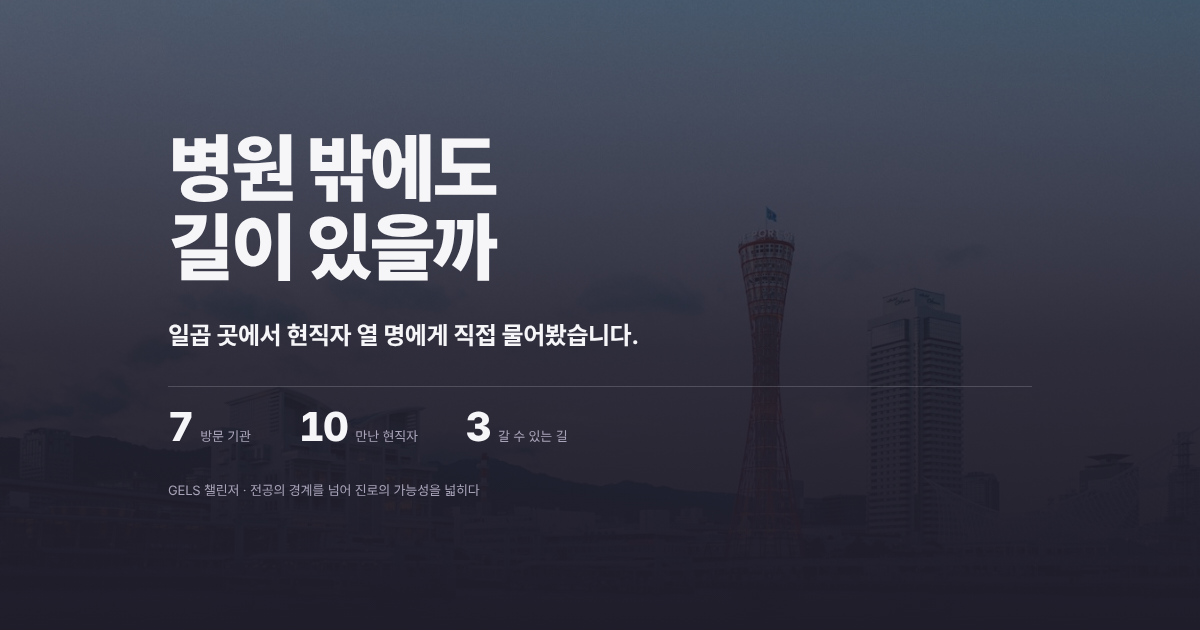 병원 밖에도
길이 있을까
일곱 곳에서 현직자 열 명에게 직접 물어봤습니다.
7 방문 기관 10 만난 현직자 3 갈 수 있는 길
GELS 챌린저 · 전공의 경계를 넘어 진로의 가능성을 넓히다